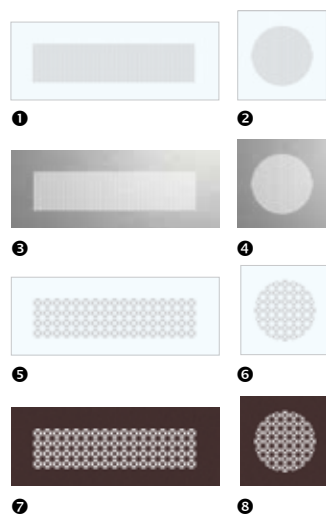 ❶ ❷
❸ ❹
❺ ❻
❼ ❽